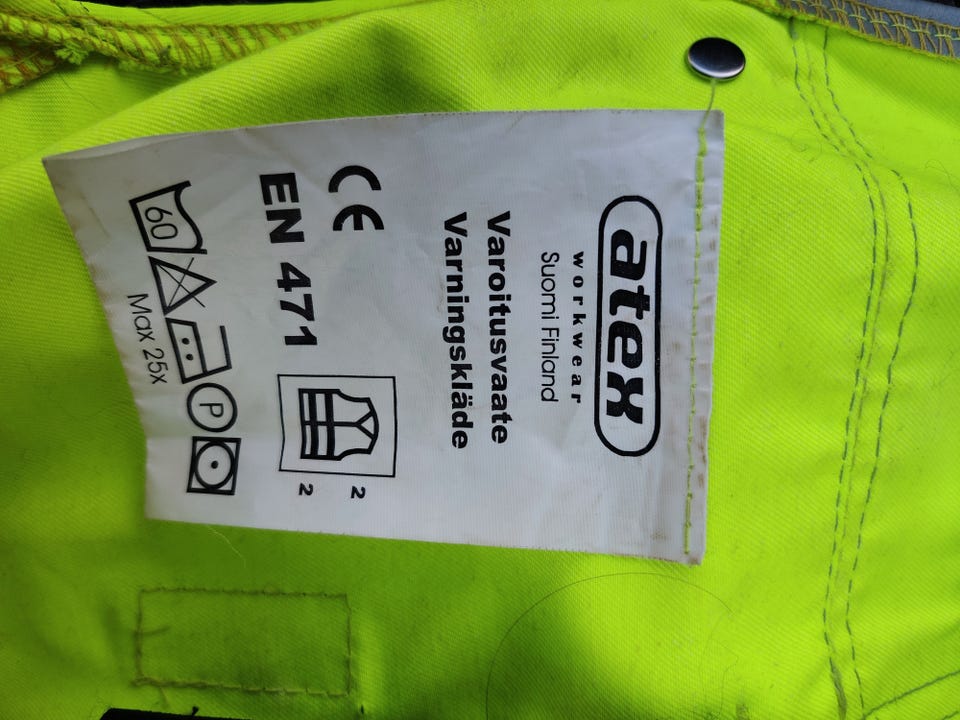 atex
workwear
Suomi Finland
Varoitusvaate
Varningskläde
CE
EN 471
2
2
60
P
Max 25x